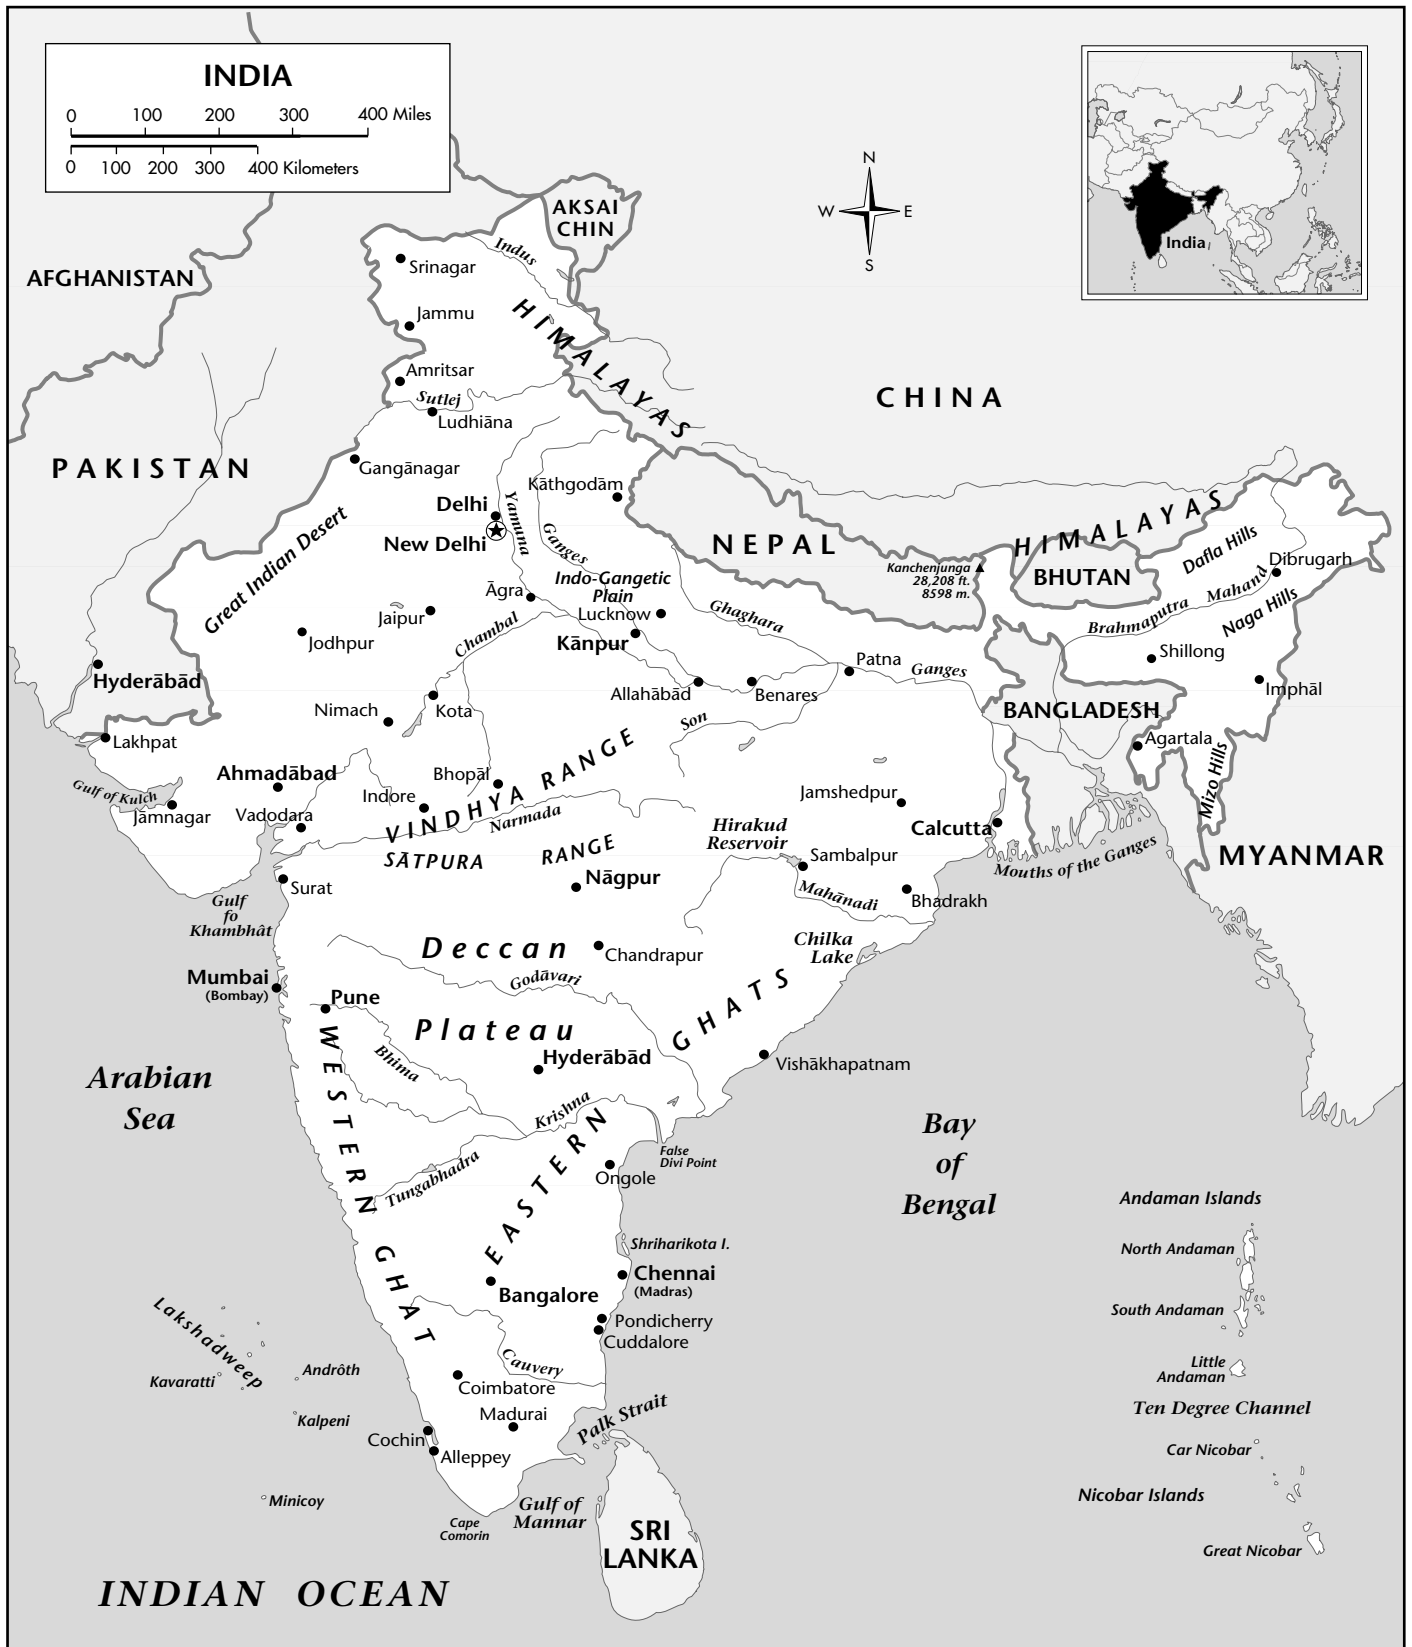 INDIA
0 100 200 300 400 Miles
0 100 200 300 400 Kilometers
N
W E
S
India
AKSAI
CHIN
AFGHANISTAN
Indus
Srinagar
HIMALAYAS
Jammu
Amritsar
Sutlej
Ludhiāna
CHINA
PAKISTAN
Gangānagar
Kāthgodām
Delhi
Yamuna
New Delhi
Ganges
NEPAL
HIMALAYAS
Dafla Hills
Dibrugarh
Great Indian Desert
Kanchenjunga
28,208 ft.
8598 m.
BHUTAN
Indo-Gangetic
Plain
Āgra
Lucknow
Ghaghara
Brahmaputra
Mahand
Naga Hills
Jaipur
Jodhpur
Chambal
Kānpur
Patna
Ganges
Shillong
Hyderābād
Allahābād
Benares
Imphāl
Nimach
Kota
Son
BANGLADESH
Lakhpat
Agartala
Ahmadābad
Bhopāl
VINDHYA RANGE
Mizo Hills
Gulf of Kulch
Jāmnagar
Vadodara
Indore
Narmada
Jamshedpur
Calcutta
Hirakud
Reservoir
SĀTPURA RANGE
Sambalpur
Mouths of the Ganges
MYANMAR
Surat
Nāgpur
Mahānadi
Bhadrakh
Gulf
fo
Khambhât
Deccan
Chandrapur
Chilka
Lake
Mumbai
(Bombay)
Godāvari
Pune
Plateau
GHATS
Bhima
Hyderābād
Vishākhapatnam
Arabian
Sea
WESTERN GHAT
Krishna
EASTERN
Bay
of
Bengal
False
Divi Point
Tungabhadra
Ongole
Andaman Islands
Shriharikota I.
North Andaman
Chennai
(Madras)
Bangalore
South Andaman
Pondicherry
Cuddalore
Lakshadweep
Cauvery
Little
Andaman
Kavaratti
Andrôth
Coimbatore
Ten Degree Channel
Kalpeni
Madurai
Palk Strait
Cochin
Alleppey
Car Nicobar
Minicoy
Nicobar Islands
Gulf of
Mannar
Cape
Comorin
SRI
LANKA
Great Nicobar
INDIAN OCEAN